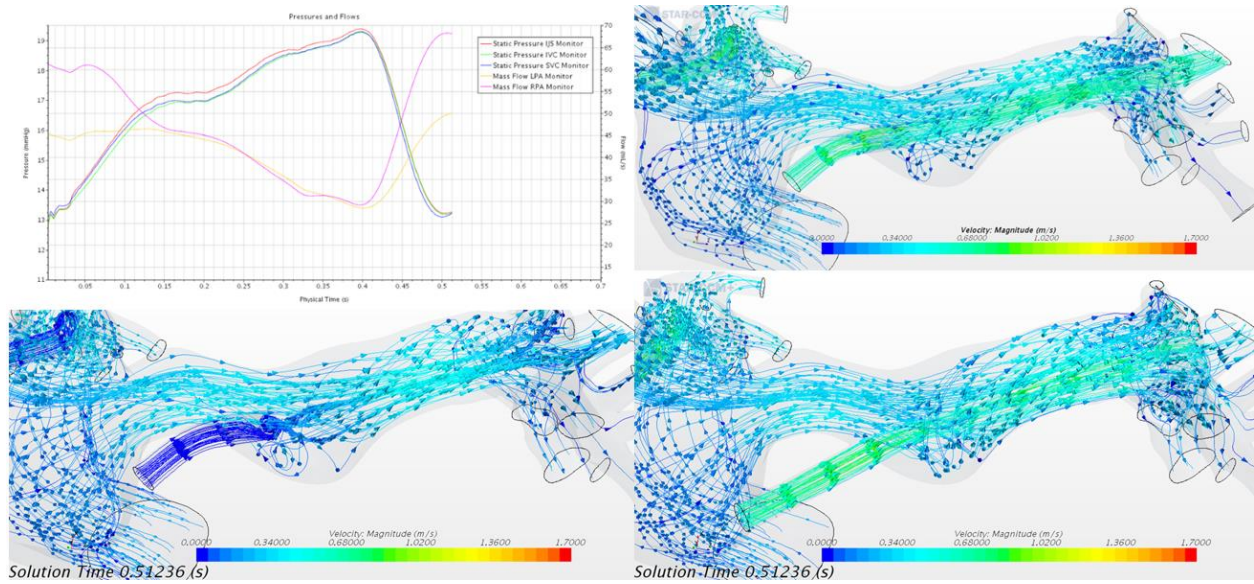 Pressures and Flows
Static Pressure IJS Monitor
Static Pressure IVC Monitor
Static Pressure SVC Monitor
Mass Flow LPA Monitor
Mass Flow RPA Monitor
Pressure (mmHg)
19
18
17
16
15
14
13
12
11
70
65
60
55
50
45
40
35
30
25
20
15
Flow (mL/s)
0.05
0.1
0.15
0.2
0.25
0.3
0.35
0.4
0.45
0.5
0.55
0.6
0.65
0.7
Physical Time (s)
Velocity: Magnitude (m/s)
0.0000 0.34000 0.68000 1.0200 1.3600 1.7000
Velocity: Magnitude (m/s)
0.0000 0.34000 0.68000 1.0200 1.3600 1.7000
Solution Time 0.51236 (s)
Velocity: Magnitude (m/s)
0.0000 0.34000 0.68000 1.0200 1.3600 1.7000
Solution Time 0.51236 (s)